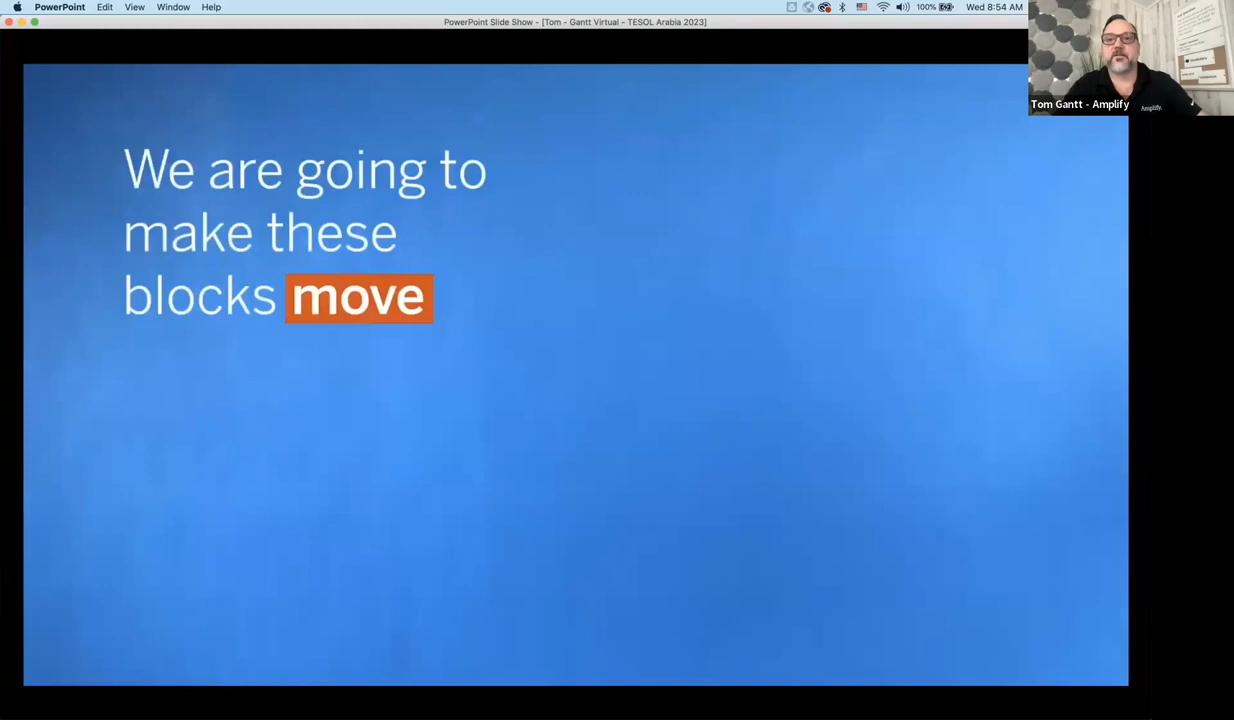 PowerPoint Edit View Window Help
100%
Wed 8:54 AM
PowerPoint Slide Show - [Tom - Gantt Virtual - TESOL Arabia 2023]
Tom Gantt - Amplify
Amplify.
We are going to
make these
blocks move